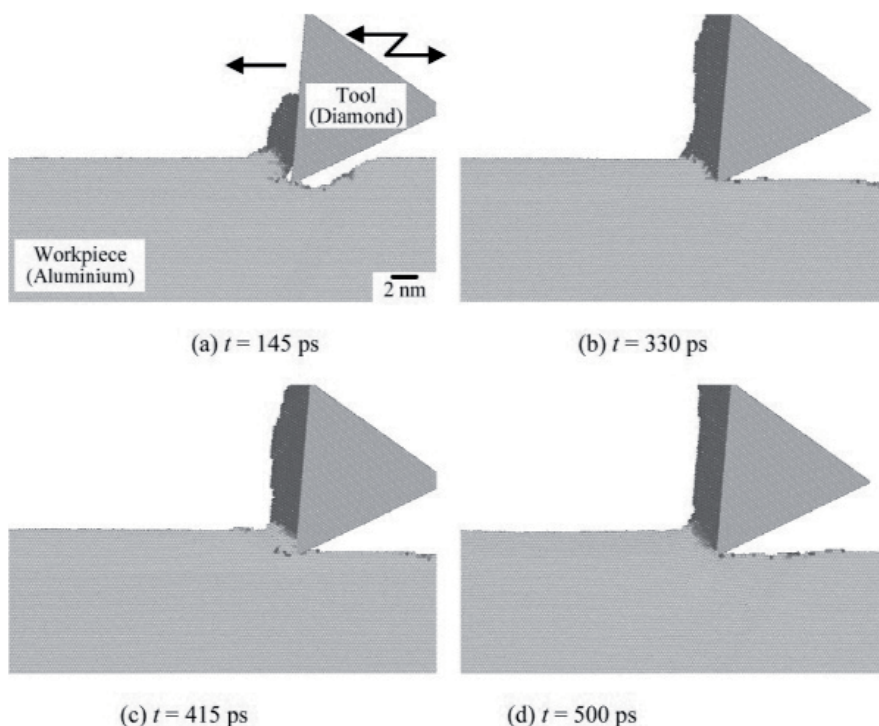 Tool
(Diamond)
Workpiece
(Aluminium)
2 nm
(a) t = 145 ps
(b) t = 330 ps
(c) t = 415 ps
(d) t = 500 ps